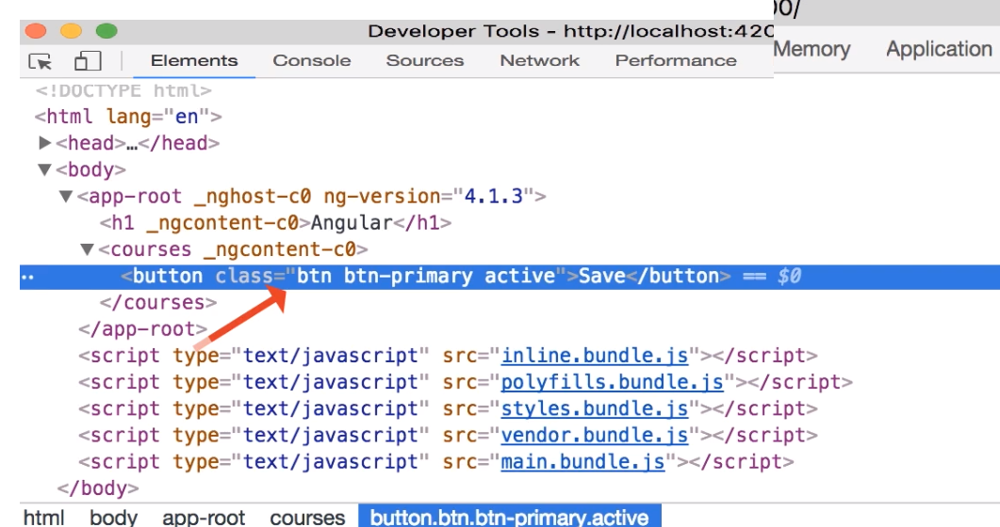 00/
Developer Tools - http://localhost:420
Elements Console Sources Network Performance Memory Application
<!DOCTYPE html>
<html lang="en">
▶<head>…</head>
▼<body>
▼<app-root _nghost-c0 ng-version="4.1.3">
<h1 _ngcontent-c0>Angular</h1>
▼<courses _ngcontent-c0>
<button class="btn btn-primary active">Save</button> == $0
</courses>
</app-root>
<script type="text/javascript" src="inline.bundle.js"></script>
<script type="text/javascript" src="polyfills.bundle.js"></script>
<script type="text/javascript" src="styles.bundle.js"></script>
<script type="text/javascript" src="vendor.bundle.js"></script>
<script type="text/javascript" src="main.bundle.js"></script>
</body>
html body app-root courses button.btn.btn-primary.active